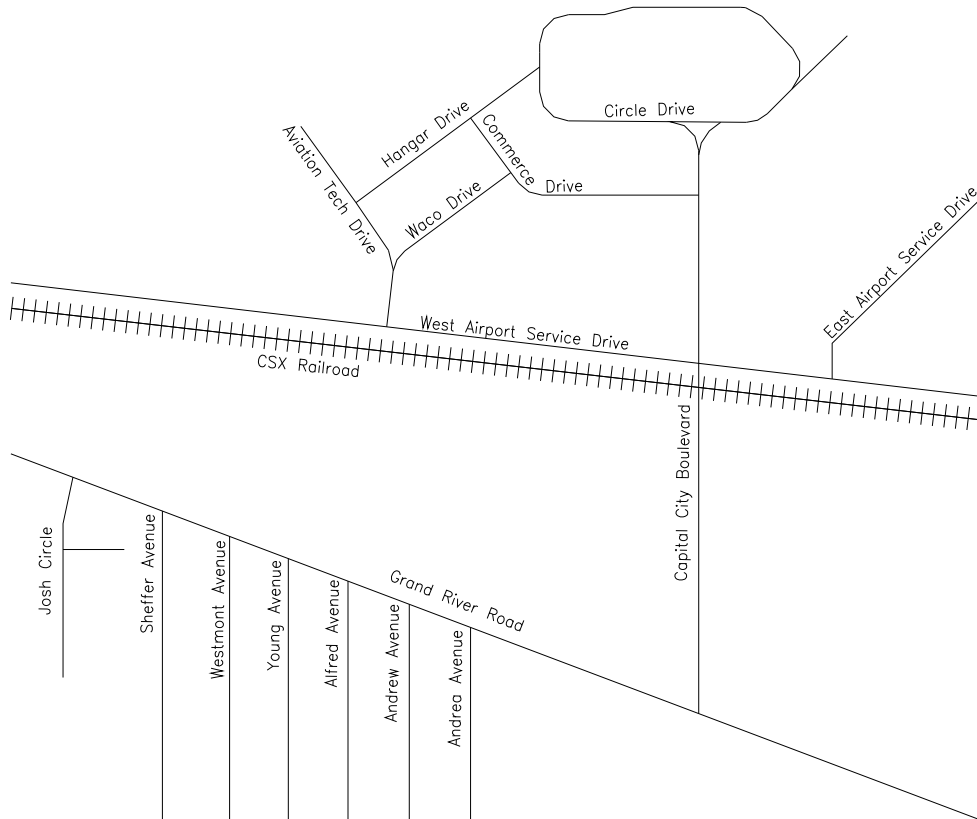 Circle Drive
Hangar Drive
Commerce Drive
Aviation Tech Drive
Waco Drive
East Airport Service Drive
West Airport Service Drive
CSX Railroad
Capital City Boulevard
Josh Circle
Sheffer Avenue
Westmont Avenue
Young Avenue
Alfred Avenue
Andrew Avenue
Andrea Avenue
Grand River Road